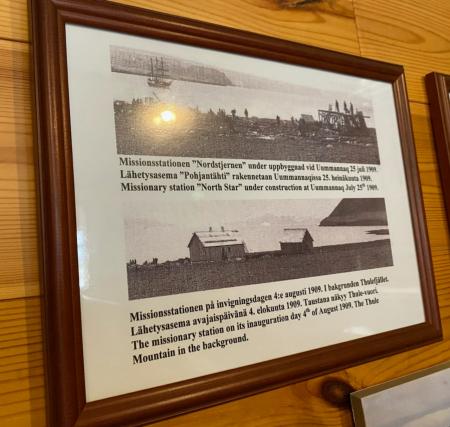 Missionsstationen "Nordstjernen" under uppbyggnad vid Uummannaq 25 juli 1909.
Lähetysasema "Pohjantähti" rakennetaan Uummannaqissa 25. heinäkuuta 1909.
Missionary station "North Star" under construction at Uummannaq July 25th 1909.
Missionsstationen på invigningsdagen 4:e augusti 1909. I bakgrunden Thulefjället.
Lähetysasema avajaispäivänä 4. elokuuta 1909. Taustana näkyy Thule-vuori.
The missionary station on its inauguration day 4th of August 1909. The Thule
Mountain in the background.